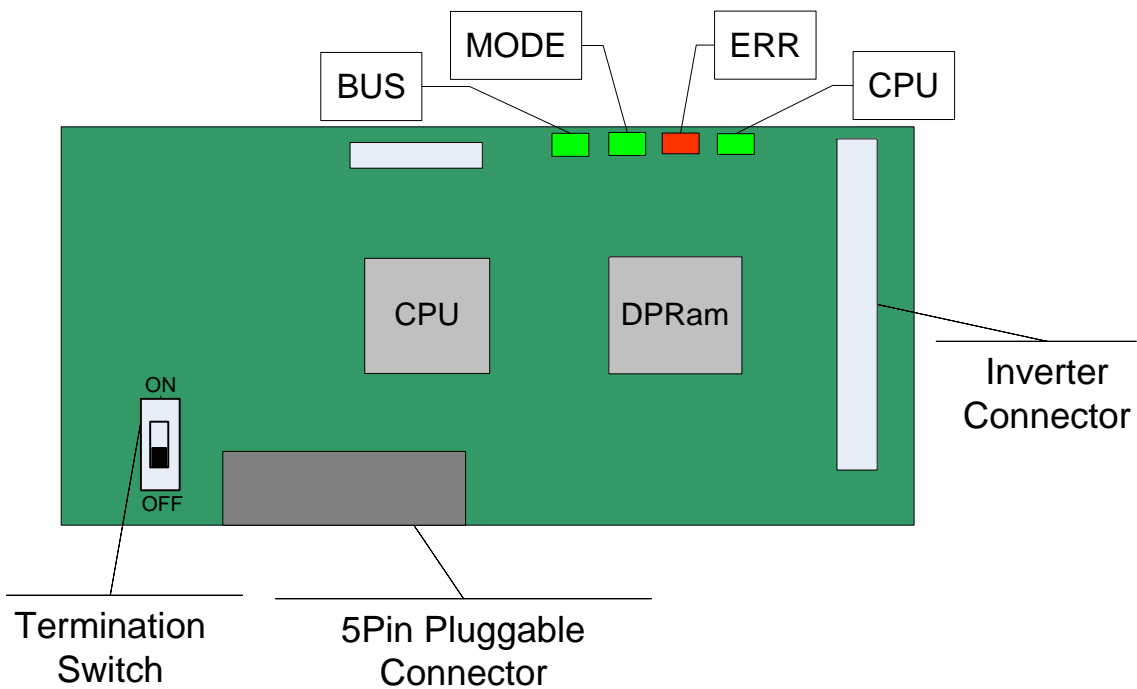 MODE
ERR
BUS
CPU
CPU
DPRam
Inverter
Connector
ON
OFF
Termination
Switch
5Pin Pluggable
Connector